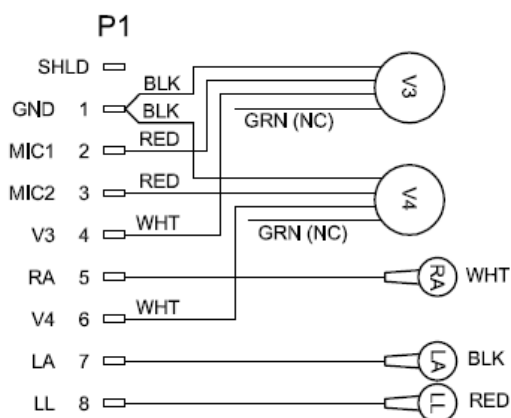 P1
SHLD
BLK
GND 1
BLK
V3
GRN (NC)
MIC1 2 RED
MIC2 3 RED
V4
V3 4 WHT
GRN (NC)
RA 5
RA WHT
V4 6 WHT
LA 7
LA BLK
LL 8
LL RED